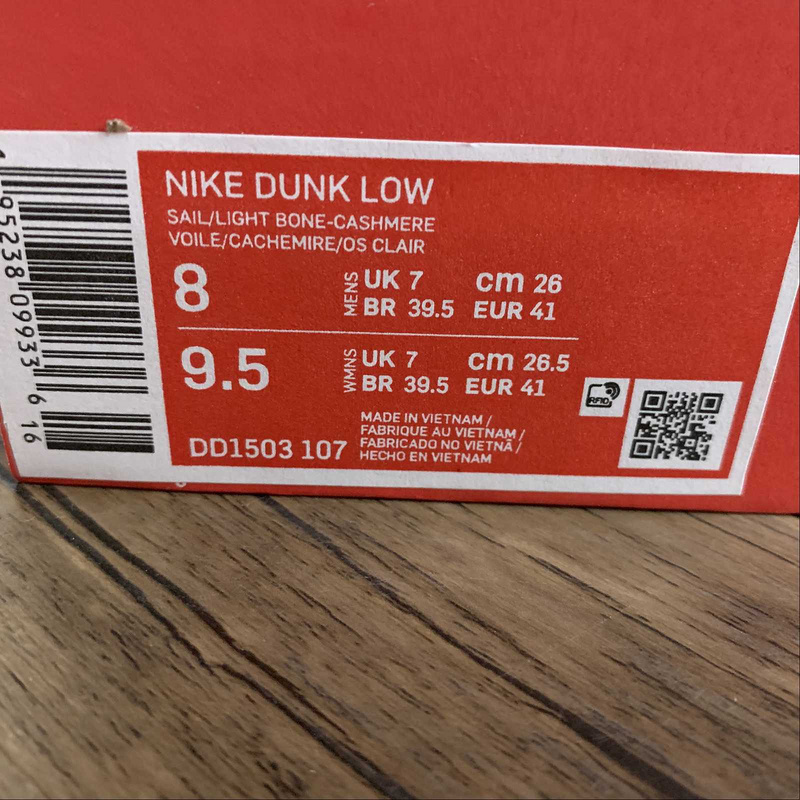 NIKE DUNK LOW
SAIL/LIGHT BONE-CASHMERE
VOILE/CACHEMIRE/OS CLAIR
8
MENS
UK 7 cm 26
BR 39.5 EUR 41
9.5
WMNS
UK 7 cm 26.5
BR 39.5 EUR 41
DD1503 107
MADE IN VIETNAM /
FABRIQUE AU VIETNAM /
FABRICADO NO VIETNÃ /
HECHO EN VIETNAM
RFID
1 95238 09933 6 16